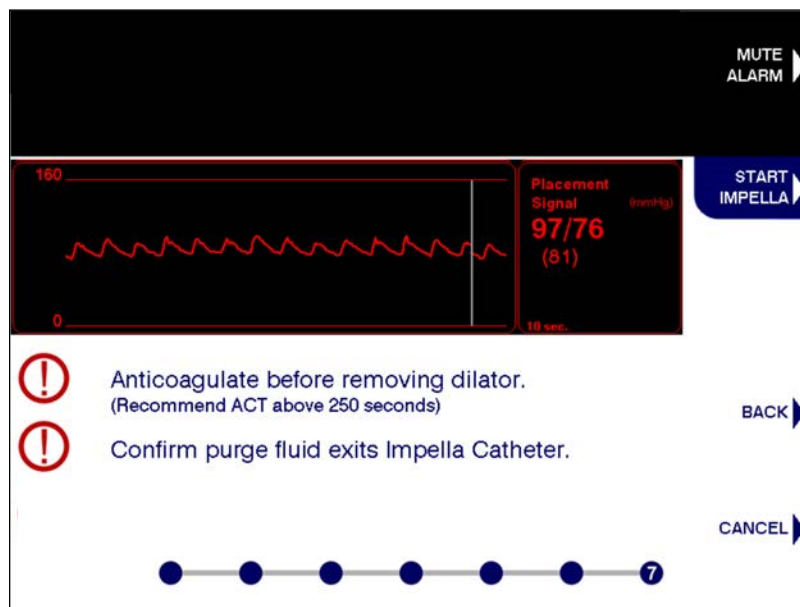 MUTE
ALARM
START
IMPELLA
160
0
Placement
Signal (mmHg)
97/76
(81)
10 sec.
Anticoagulate before removing dilator.
(Recommend ACT above 250 seconds)
Confirm purge fluid exits Impella Catheter.
BACK
CANCEL
7